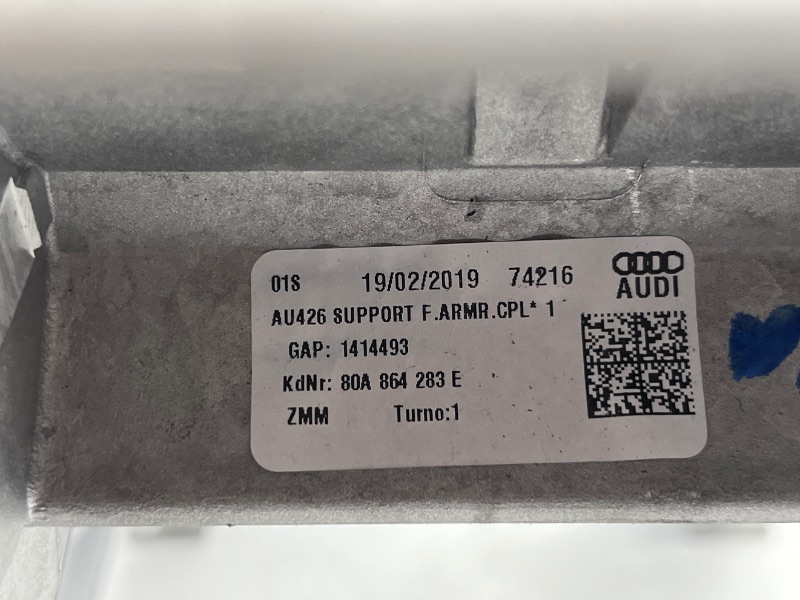 01S 19/02/2019 74216
AUDI
AU426 SUPPORT F.ARMR.CPL* 1
GAP: 1414493
KdNr: 80A 864 283 E
ZMM Turno:1